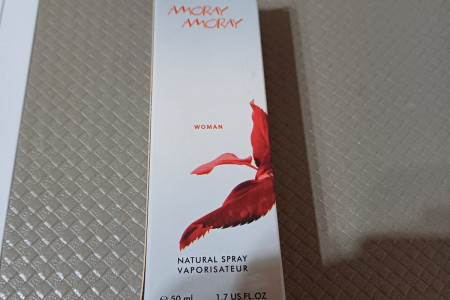 AMORAY
AMORAY
WOMAN
NATURAL SPRAY
VAPORISATEUR
e 50 ml 1.7 US.FL.OZ